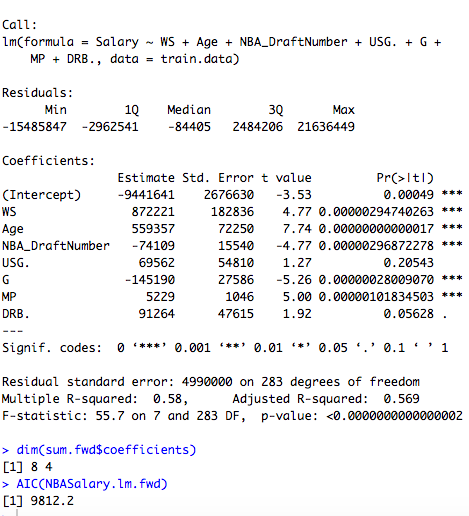 Call:
lm(formula = Salary ~ WS + Age + NBA_DraftNumber + USG. + G +
MP + DRB., data = train.data)
Residuals:
Min 1Q Median 3Q Max
-15485847 -2962541 -84405 2484206 21636449
Coefficients:
Estimate Std. Error t value Pr(>|t|)
(Intercept) -9441641 2676630 -3.53 0.00049 ***
WS 872221 182836 4.77 0.00000294740263 ***
Age 559357 72250 7.74 0.00000000000017 ***
NBA_DraftNumber -74109 15540 -4.77 0.00000296872278 ***
USG. 69562 54810 1.27 0.20543
G -145190 27586 -5.26 0.00000028009070 ***
MP 5229 1046 5.00 0.00000101834503 ***
DRB. 91264 47615 1.92 0.05628 .
---
Signif. codes: 0 ‘***’ 0.001 ‘**’ 0.01 ‘*’ 0.05 ‘.’ 0.1 ‘ ’ 1
Residual standard error: 4990000 on 283 degrees of freedom
Multiple R-squared: 0.58, Adjusted R-squared: 0.569
F-statistic: 55.7 on 7 and 283 DF, p-value: <0.0000000000000002
> dim(sum.fwd$coefficients)
[1] 8 4
> AIC(NBASalary.lm.fwd)
[1] 9812.2